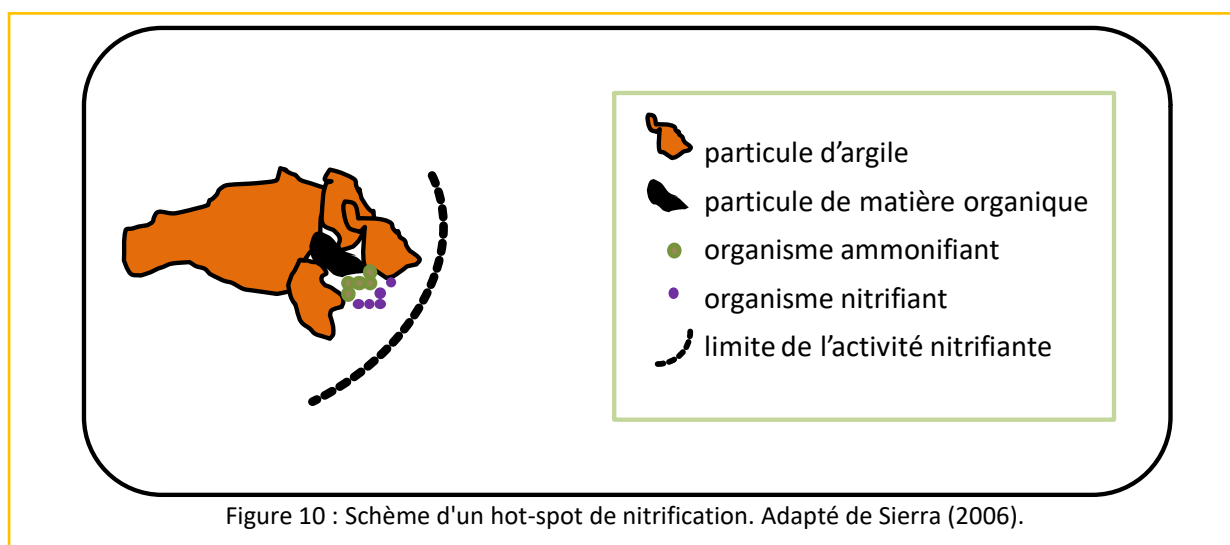 particule d’argile
particule de matière organique
organisme ammonifiant
organisme nitrifiant
limite de l’activité nitrifiante
Figure 10 : Schème d'un hot-spot de nitrification. Adapté de Sierra (2006).